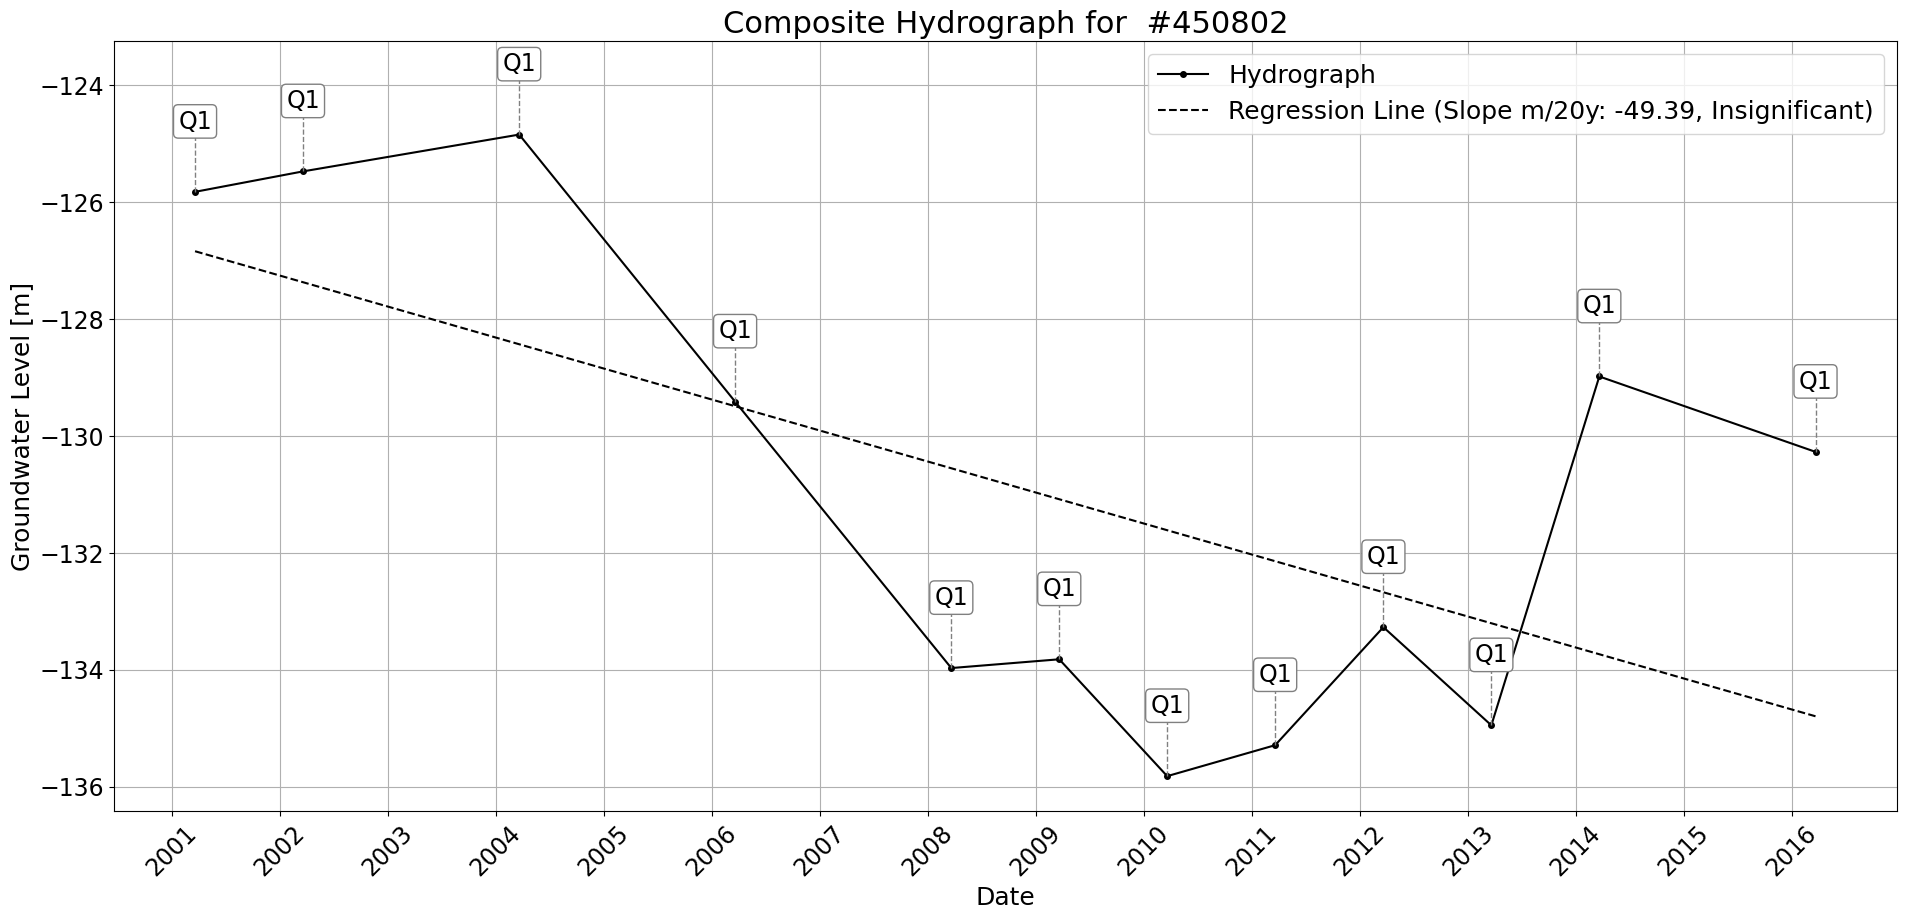 Composite Hydrograph for  #450802
Hydrograph
Regression Line (Slope m/20y: -49.39, Insignificant)
Q1
Q1
Q1
Q1
Q1
Q1
Q1
Q1
Q1
Q1
Q1
Q1
Groundwater Level [m]
−124
−126
−128
−130
−132
−134
−136
2001
2002
2003
2004
2005
2006
2007
2008
2009
2010
2011
2012
2013
2014
2015
2016
Date